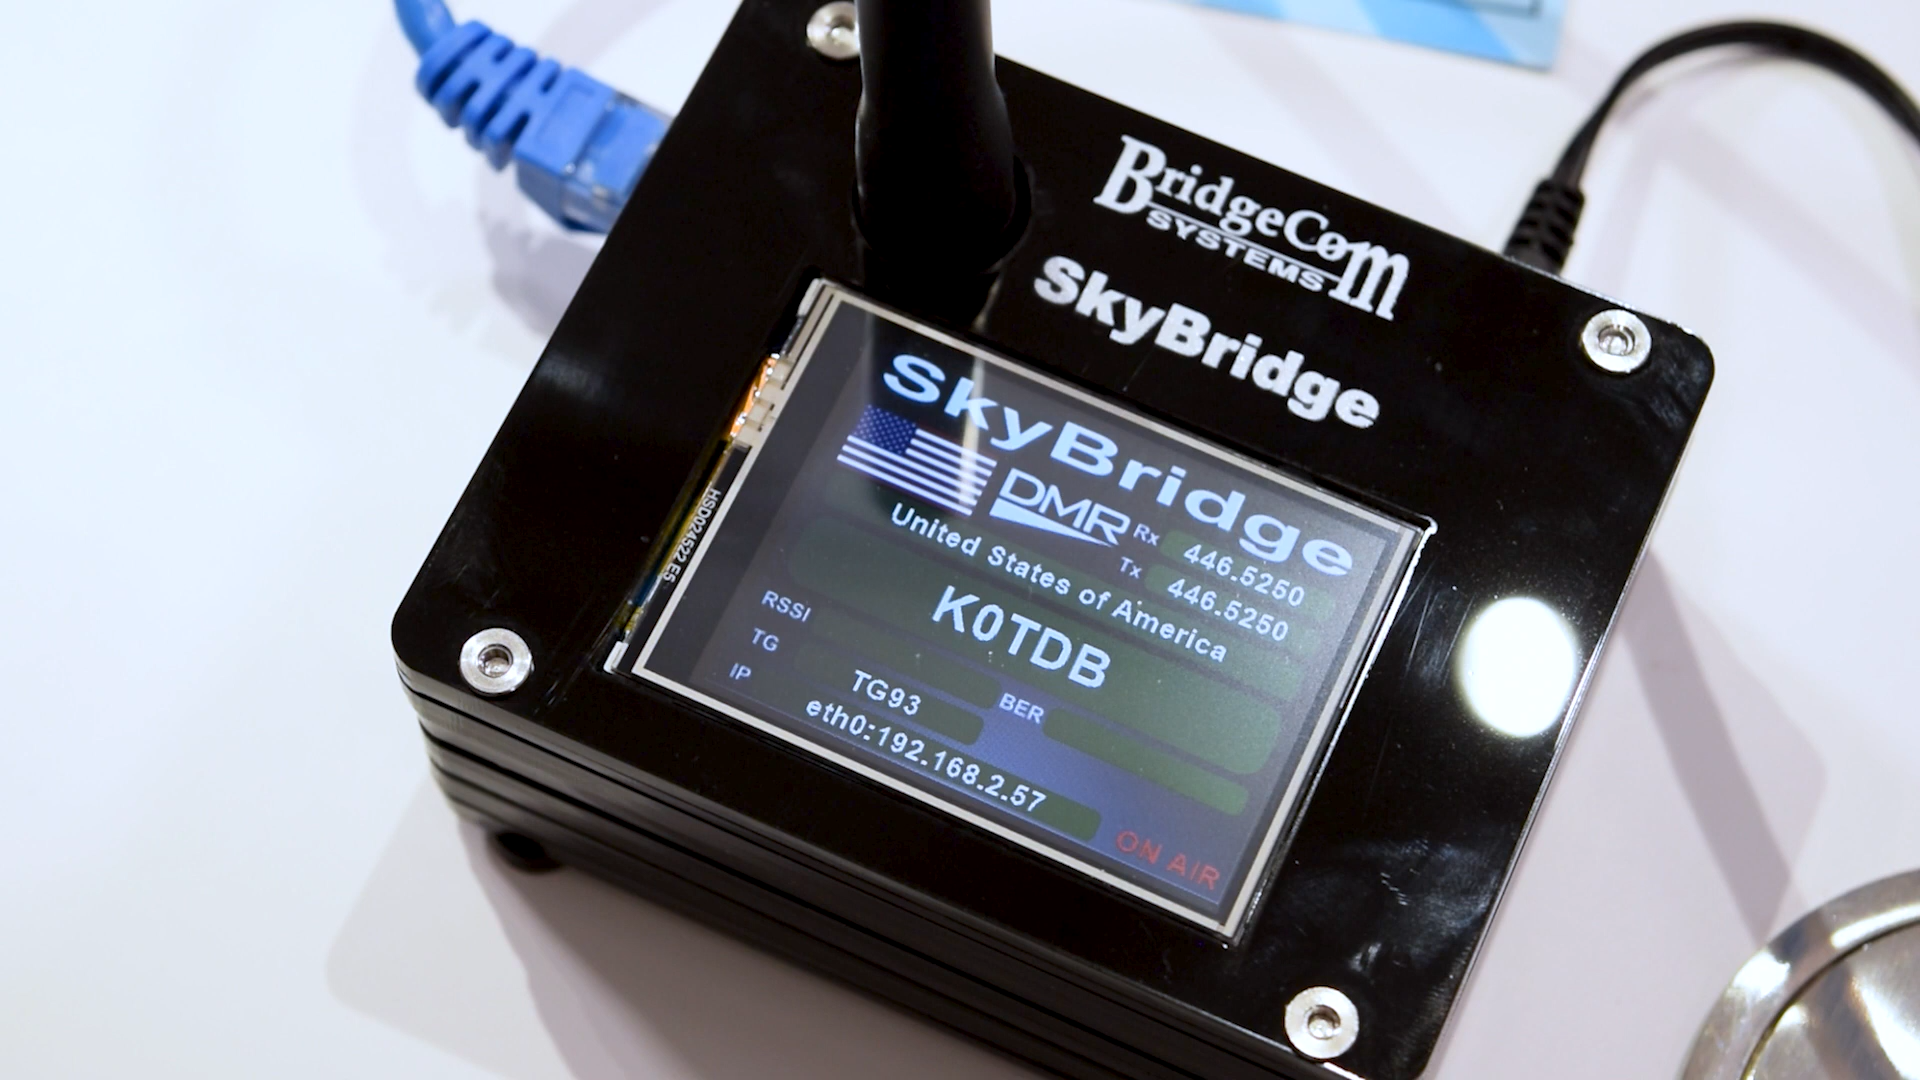 BridgeCom
SYSTEMS
SkyBridge
SkyBridge
DMR
Rx 446.5250
Tx 446.5250
United States of America
K0TDB
RSSI
TG TG93 BER
IP eth0:192.168.2.57
ON AIR
HSD024522 E5